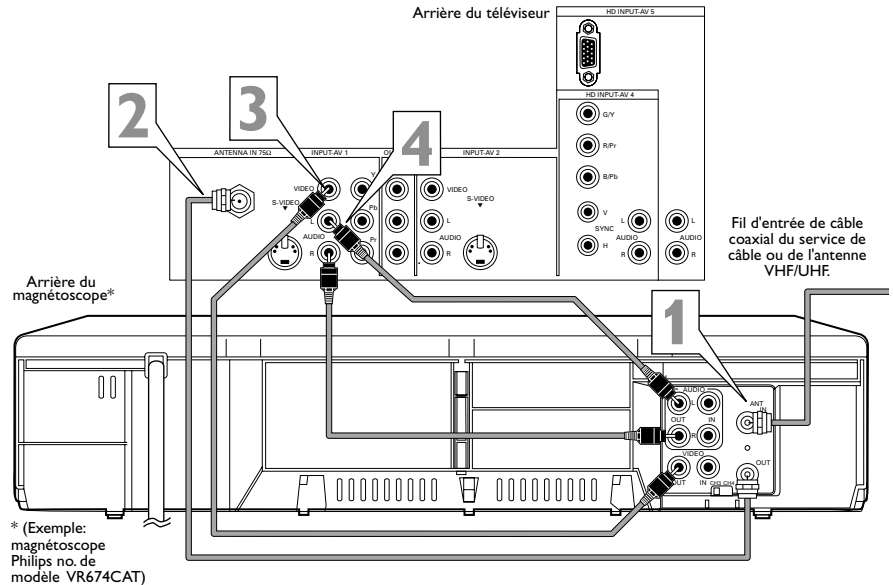 Arrière du téléviseur
HD INPUT-AV 5
HD INPUT-AV 4
G/Y
R/Pr
B/Pb
V
SYNC
H
L
AUDIO
R
L
AUDIO
R
2
3
4
ANTENNA IN 75Ω
INPUT-AV 1
INPUT-AV 2
VIDEO
Y
S-VIDEO
L
Pb
AUDIO
R
Pr
VIDEO
S-VIDEO
L
AUDIO
R
Fil d'entrée de câble
coaxial du service de
câble ou de l'antenne
VHF/UHF.
Arrière du
magnétoscope*
1
AUDIO
L
OUT
IN
R
VIDEO
OUT
IN
CH3 CH4
ANT
IN
OUT
* (Exemple:
magnétoscope
Philips no. de
modèle VR674CAT)